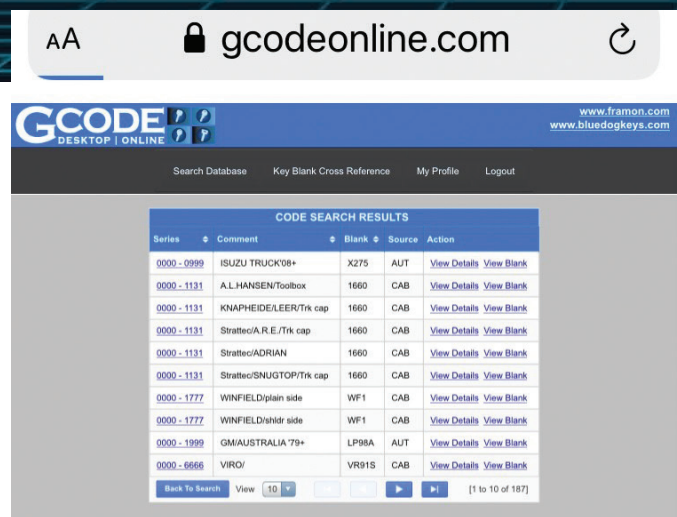 AA gcodeonline.com
GCODE
DESKTOP | ONLINE
www.framon.com
www.bluedogkeys.com
Search Database Key Blank Cross Reference My Profile Logout
CODE SEARCH RESULTS
Series Comment Blank Source Action
0000 - 0999 ISUZU TRUCK'08+ X275 AUT View Details View Blank
0000 - 1131 A.L.HANSEN/Toolbox 1660 CAB View Details View Blank
0000 - 1131 KNAPHEIDE/LEER/Trk cap 1660 CAB View Details View Blank
0000 - 1131 Strattec/A.R.E./Trk cap 1660 CAB View Details View Blank
0000 - 1131 Strattec/ADRIAN 1660 CAB View Details View Blank
0000 - 1131 Strattec/SNUGTOP/Trk cap 1660 CAB View Details View Blank
0000 - 1777 WINFIELD/plain side WF1 CAB View Details View Blank
0000 - 1777 WINFIELD/shldr side WF1 CAB View Details View Blank
0000 - 1999 GM/AUSTRALIA '79+ LP98A AUT View Details View Blank
0000 - 6666 VIRO/ VR91S CAB View Details View Blank
Back To Search View 10 [1 to 10 of 187]